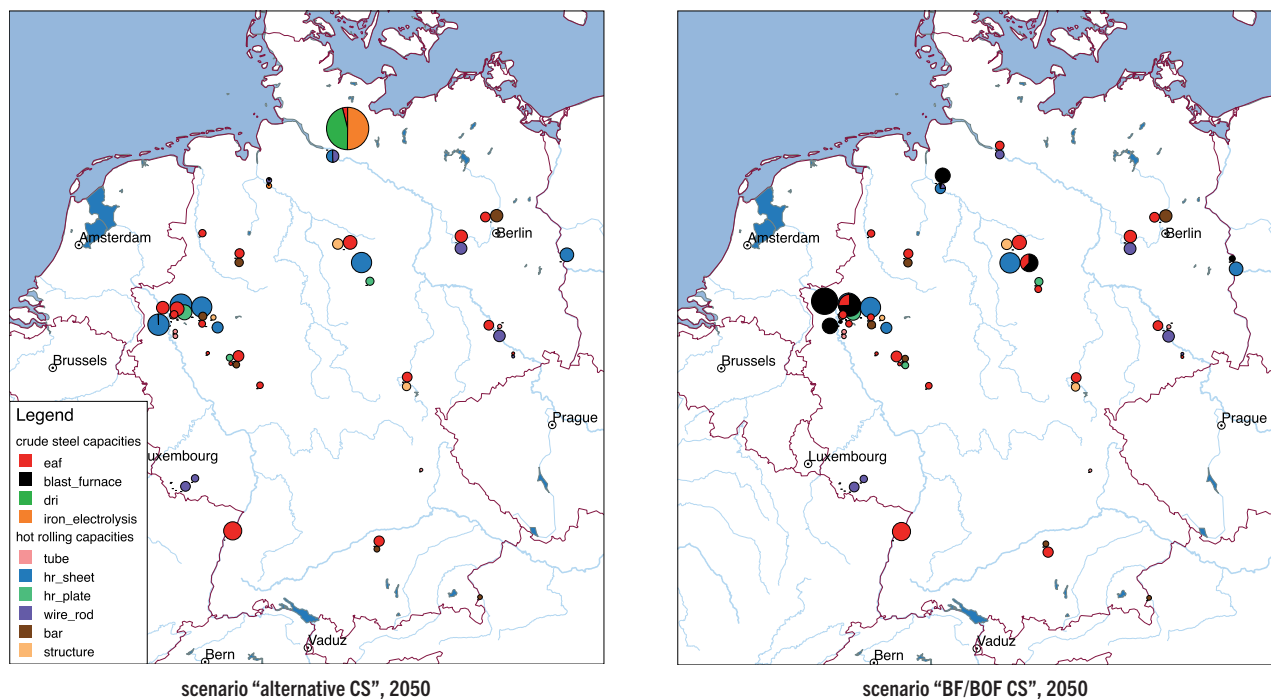 Amsterdam
Berlin
Brussels
Prague
Legend
crude steel capacities
eaf
blast_furnace
dri
iron_electrolysis
hot rolling capacities
tube
hr_sheet
hr_plate
wire_rod
bar
structure
uxembourg
Vaduz
Bern
scenario “alternative CS”, 2050
Amsterdam
Berlin
Brussels
Prague
Luxembourg
Vaduz
Bern
scenario “BF/BOF CS”, 2050